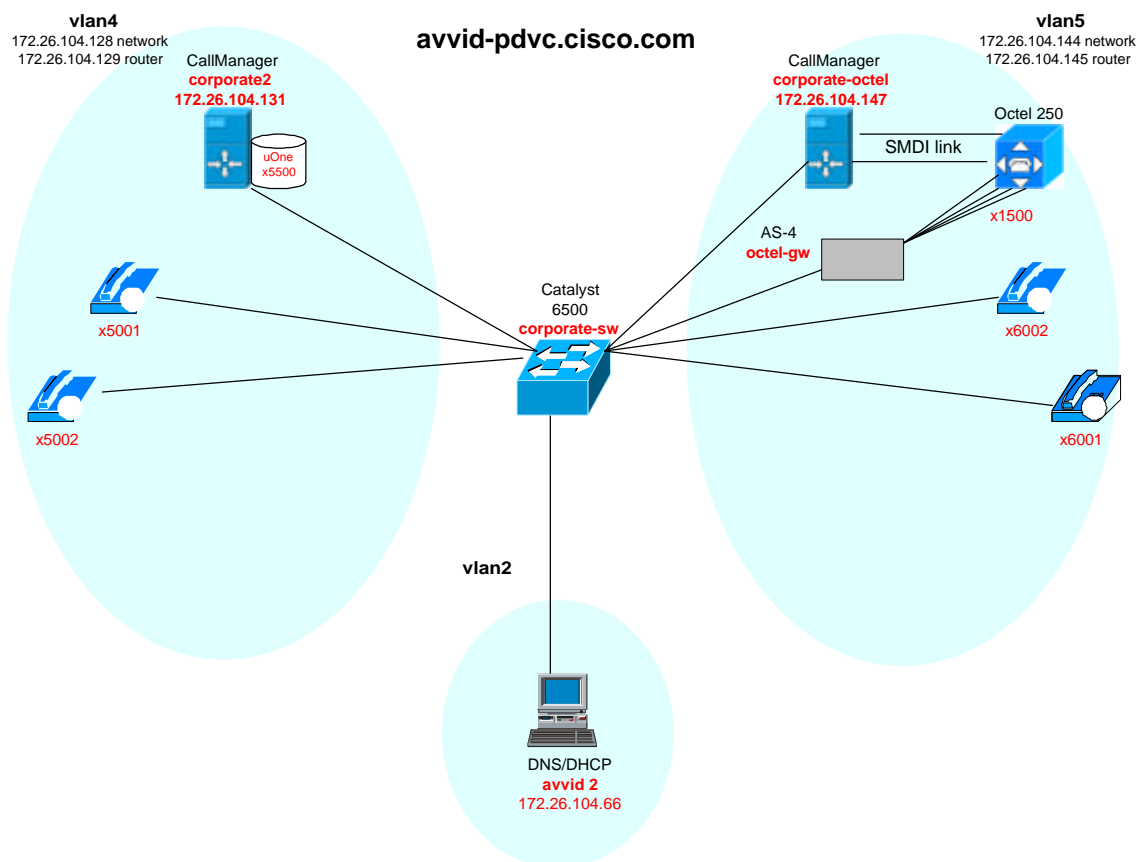 vlan4
172.26.104.128 network
172.26.104.129 router
CallManager
corporate2
172.26.104.131
uOne
x5500
x5001
x5002
avvid-pdvc.cisco.com
Catalyst
6500
corporate-sw
vlan5
172.26.104.144 network
172.26.104.145 router
CallManager
corporate-octel
172.26.104.147
Octel 250
SMDI link
x1500
AS-4
octel-gw
x6002
x6001
vlan2
DNS/DHCP
avvid 2
172.26.104.66